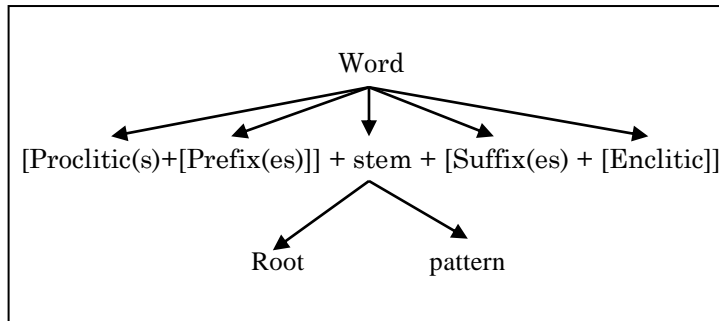 Word
[Proclitic(s)+[Prefix(es)]] + stem + [Suffix(es) + [Enclitic]]
Root pattern